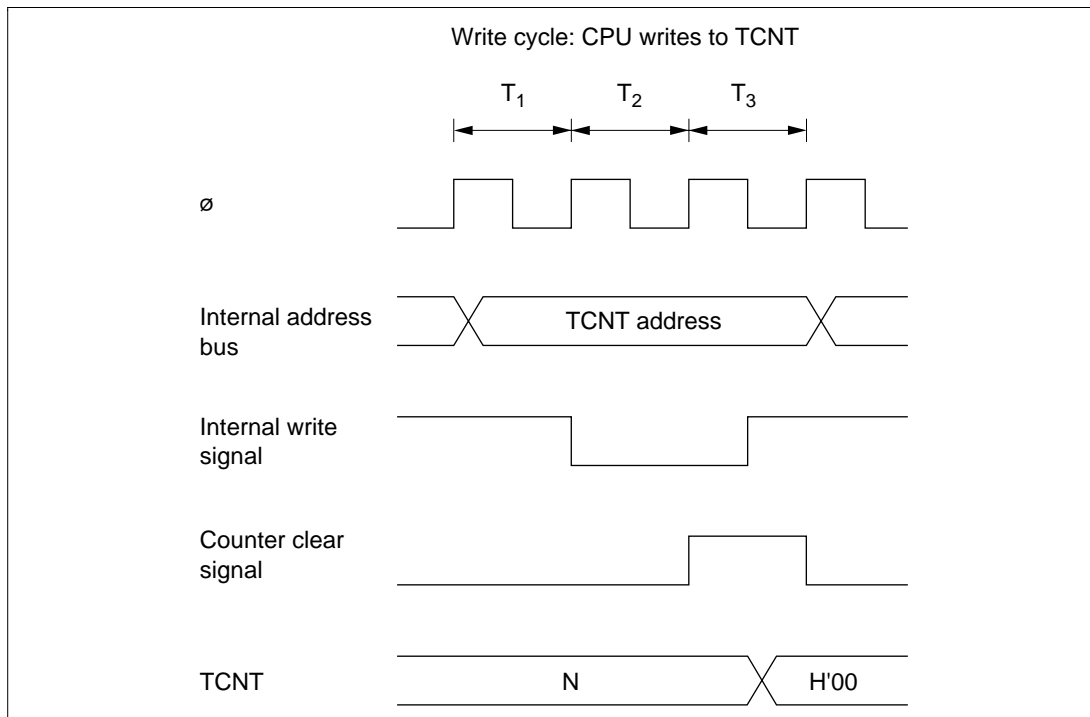 Write cycle: CPU writes to TCNT
T1 T2 T3
ø
Internal address
bus
TCNT address
Internal write
signal
Counter clear
signal
TCNT
N
H'00